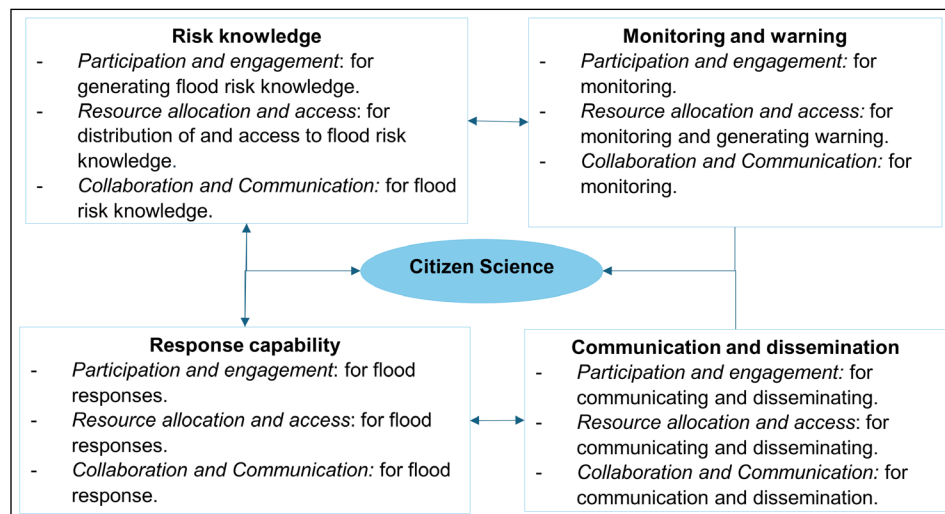 Risk knowledge
- Participation and engagement: for
generating flood risk knowledge.
- Resource allocation and access: for
distribution of and access to flood risk
knowledge.
- Collaboration and Communication: for flood
risk knowledge.
Monitoring and warning
- Participation and engagement: for
monitoring.
- Resource allocation and access: for
monitoring and generating warning.
- Collaboration and Communication: for
monitoring.
Citizen Science
Response capability
- Participation and engagement: for flood
responses.
- Resource allocation and access: for flood
responses.
- Collaboration and Communication: for flood
response.
Communication and dissemination
- Participation and engagement: for
communicating and disseminating.
- Resource allocation and access: for
communicating and disseminating.
- Collaboration and Communication: for
communication and dissemination.